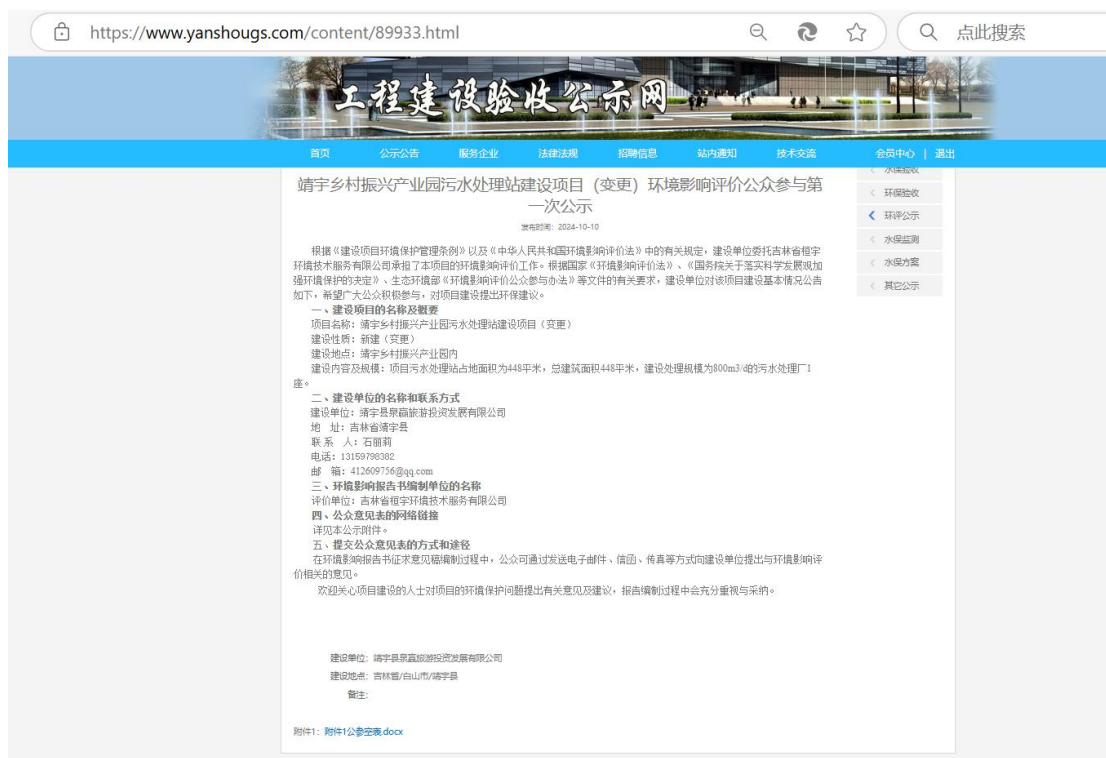 https://www.yanshougs.com/content/89933.html
点此搜索
工程建设验收公示网
首页 公示公告 服务企业 法律法规 招聘信息 站内通知 技术交流 会员中心 | 退出
水保验收
环保验收
环评公示
水保监测
水保方案
其它公示
靖宇乡村振兴产业园污水处理站建设项目（变更）环境影响评价公众参与第
一次公示
发布时间：2024-10-10
根据《建设项目环境保护管理条例》以及《中华人民共和国环境影响评价法》中的有关规定，建设单位委托吉林省桓宇
环境技术服务有限公司承担了本项目的环境影响评价工作。根据国家《环境影响评价法》、《国务院关于落实科学发展观加
强环境保护的决定》、生态环境部《环境影响评价公众参与办法》等文件的有关要求，建设单位对该项目建设基本情况公告
如下，希望广大公众积极参与，对项目建设提出环保建议。
一、建设项目的名称及概要
项目名称：靖宇乡村振兴产业园污水处理站建设项目（变更）
建设性质：新建（变更）
建设地点：靖宇乡村振兴产业园内
建设内容及规模：项目污水处理站占地面积为448平米，总建筑面积448平米，建设处理规模为800m3/d的污水处理厂1
座。
二、建设单位的名称和联系方式
建设单位：靖宇县泉赢旅游投资发展有限公司
地 址：吉林省靖宇县
联 系 人：石丽莉
电话：13159798382
邮 箱：412609756@qq.com
三、环境影响报告书编制单位的名称
评价单位：吉林省桓宇环境技术服务有限公司
四、公众意见表的网络链接
详见本公示附件。
五、提交公众意见表的方式和途径
在环境影响报告书征求意见稿编制过程中，公众可通过发送电子邮件、信函、传真等方式向建设单位提出与环境影响评
价相关的意见。
欢迎关心项目建设的人士对项目的环境保护问题提出有关意见及建议，报告编制过程中会充分重视与采纳。
建设单位：靖宇县泉赢旅游投资发展有限公司
建设地点：吉林省/白山市/靖宇县
备注：
附件1：附件1公参空表.docx